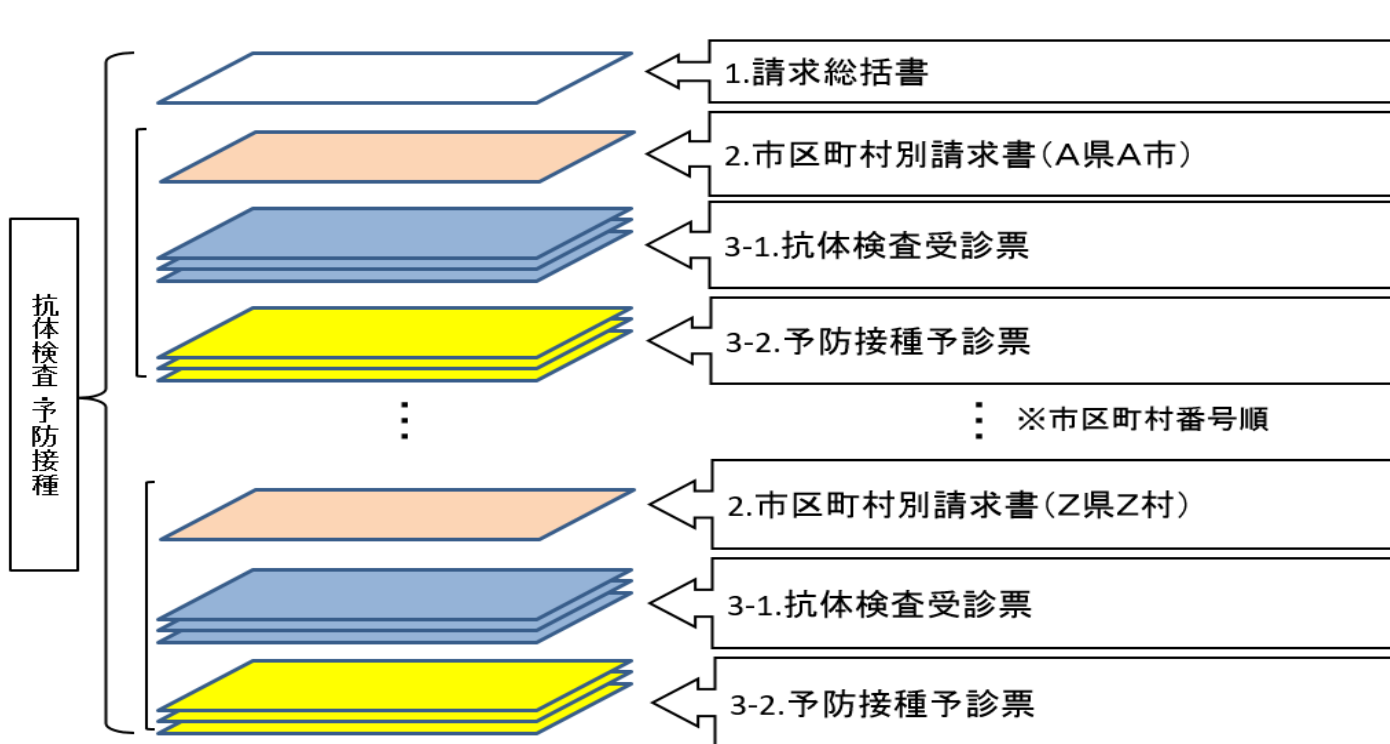 1.請求総括書
2.市区町村別請求書(A県A市)
3-1.抗体検査受診票
3-2.予防接種予診票
抗体検査・予防接種
⋮ ※市区町村番号順
2.市区町村別請求書(Z県Z村)
3-1.抗体検査受診票
3-2.予防接種予診票